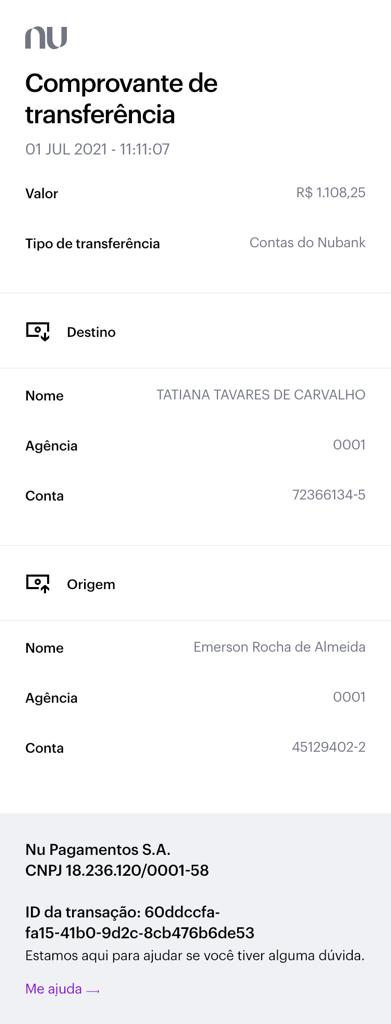 nu
Comprovante de
transferência
01 JUL 2021 - 11:11:07
Valor R$ 1.108,25
Tipo de transferência Contas do Nubank
Destino
Nome TATIANA TAVARES DE CARVALHO
Agência 0001
Conta 72366134-5
Origem
Nome Emerson Rocha de Almeida
Agência 0001
Conta 45129402-2
Nu Pagamentos S.A.
CNPJ 18.236.120/0001-58
ID da transação: 60ddccfa-
fa15-41b0-9d2c-8cb476b6de53
Estamos aqui para ajudar se você tiver alguma dúvida.
Me ajuda →